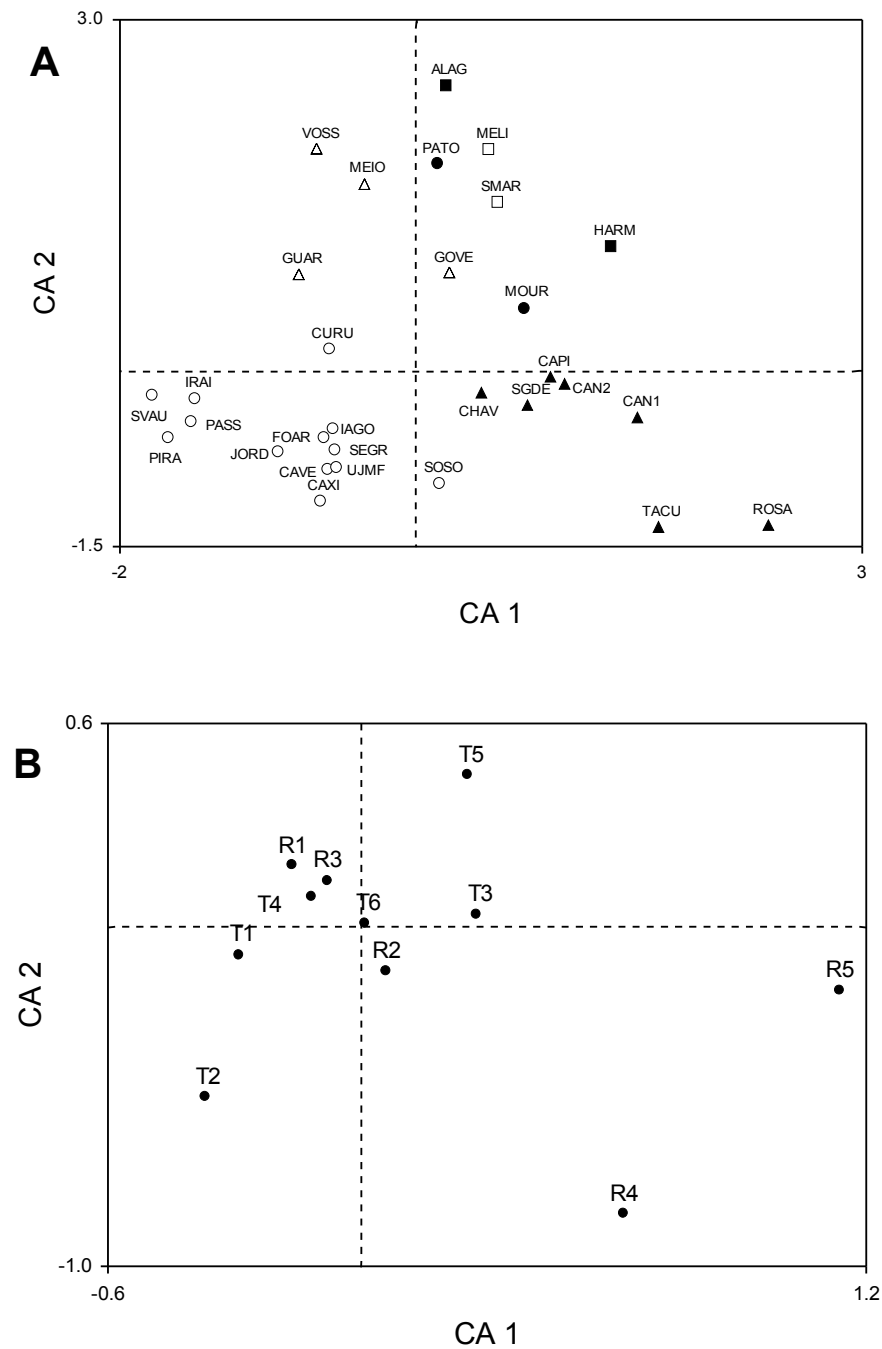 3.0
A
ALAG
VOSS
MELI
PATO
MEIO
SMAR
HARM
GUAR
GOVE
CA 2
MOUR
CURU
CAPI
IRAI
SGDE
CAN2
CHAV
CAN1
SVAU
PASS
FOAR
IAGO
PIRA
JORD
SEGR
CAVE
UJMF
SOSO
CAXI
TACU
ROSA
-1.5
-2
3
CA 1
0.6
B
T5
R1
R3
T4
T6
T3
T1
R2
R5
CA 2
T2
R4
-1.0
-0.6
1.2
CA 1